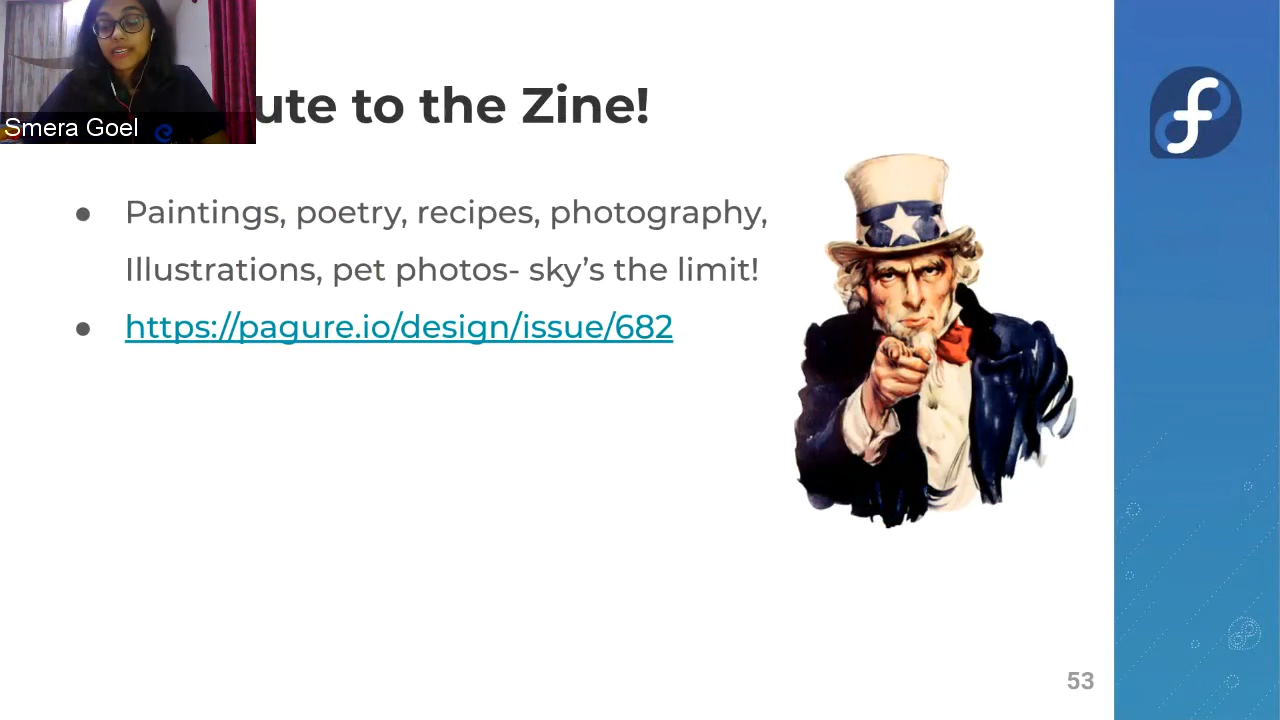 Smera Goel
ute to the Zine!
● Paintings, poetry, recipes, photography,
Illustrations, pet photos- sky’s the limit!
● https://pagure.io/design/issue/682
53